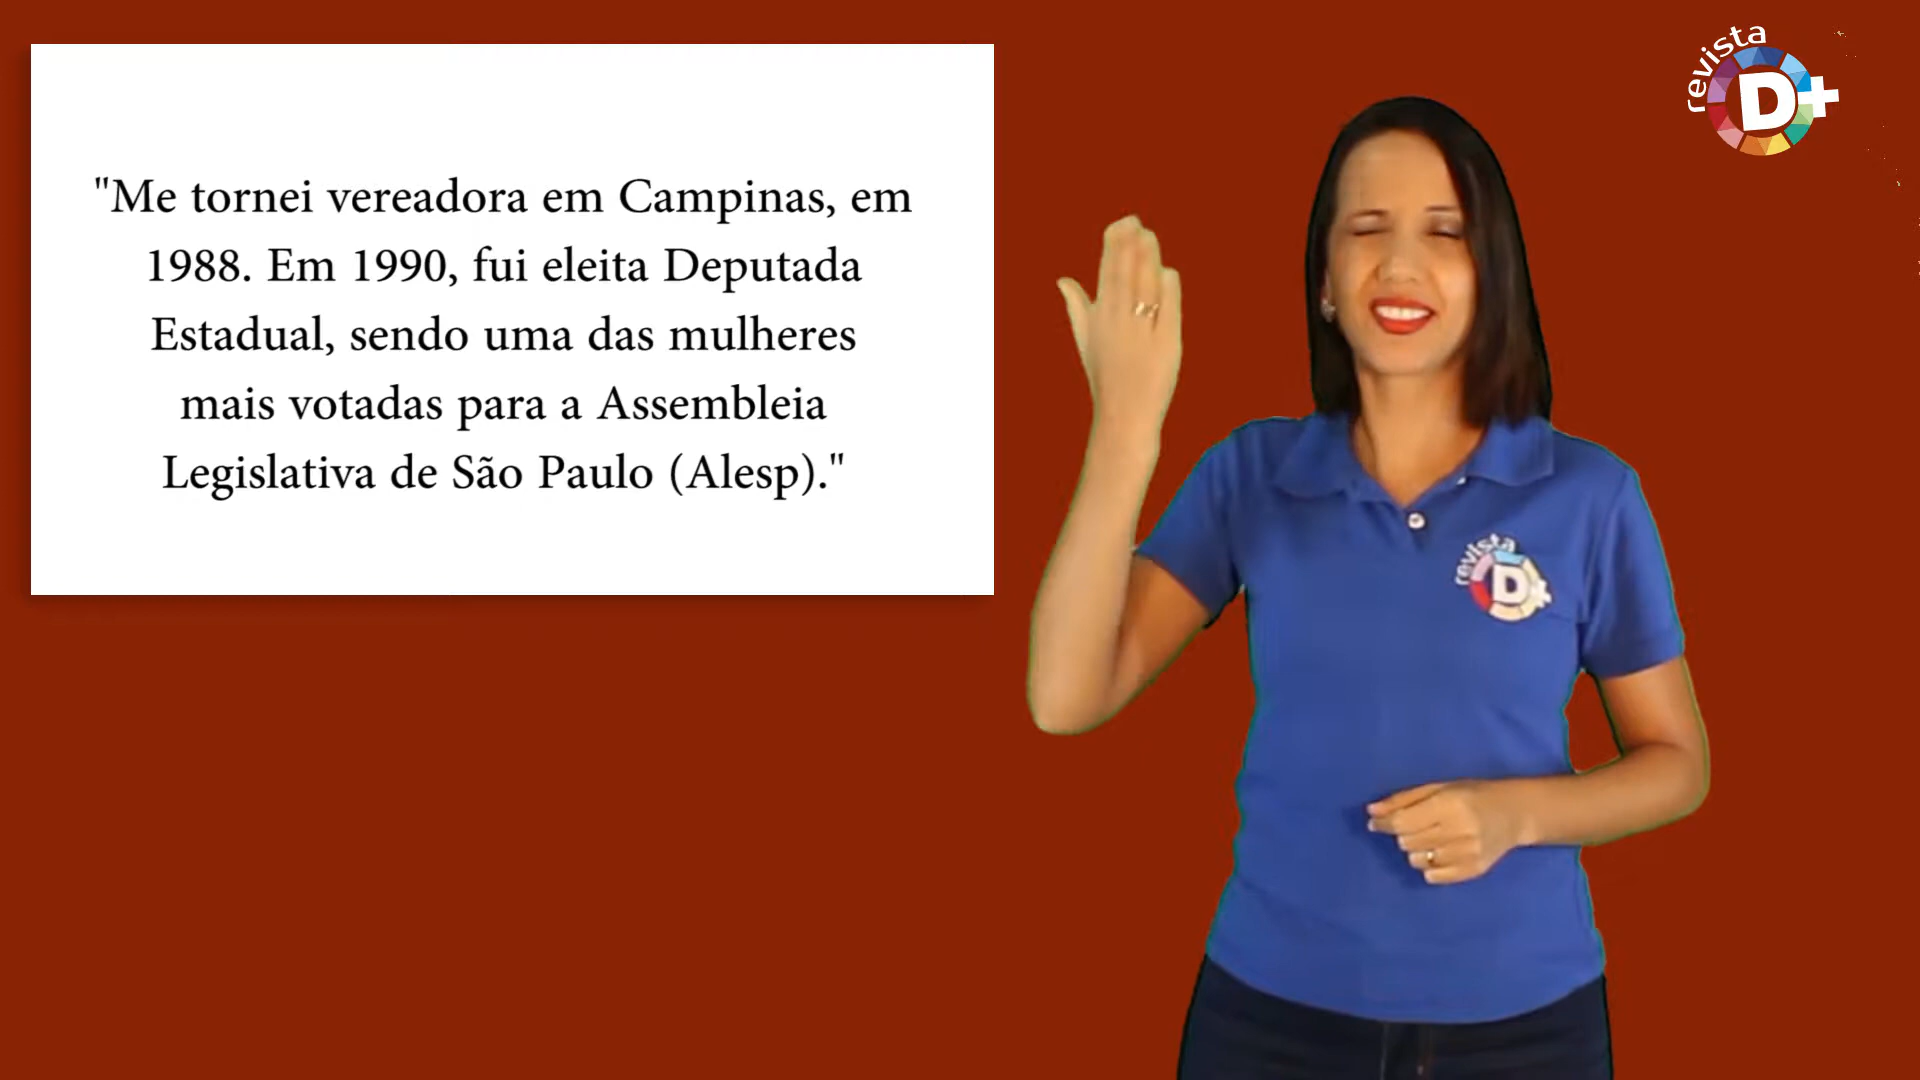 "Me tornei vereadora em Campinas, em
1988. Em 1990, fui eleita Deputada
Estadual, sendo uma das mulheres
mais votadas para a Assembleia
Legislativa de São Paulo (Alesp)."
revista
D+
revista
D+